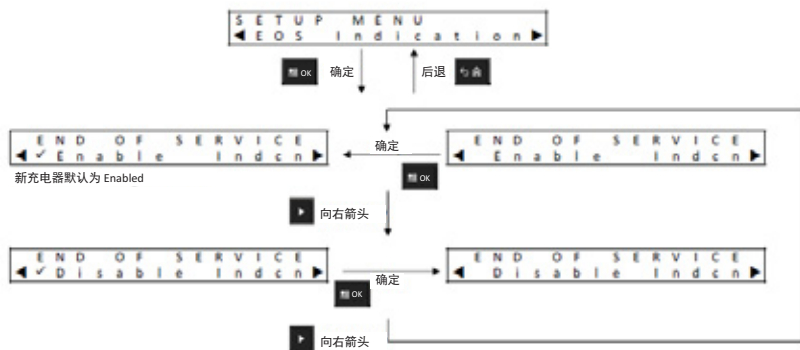 SETUP MENU
◀ EOS Indication ▶
OK 确定 后退
确定
END OF SERVICE
◀ ✓ Enable Indcn ▶
END OF SERVICE
◀ Enable Indcn ▶
OK
新充电器默认为 Enabled
向右箭头
END OF SERVICE
◀ ✓ Disable Indcn ▶
END OF SERVICE
◀ Disable Indcn ▶
确定
OK
向右箭头